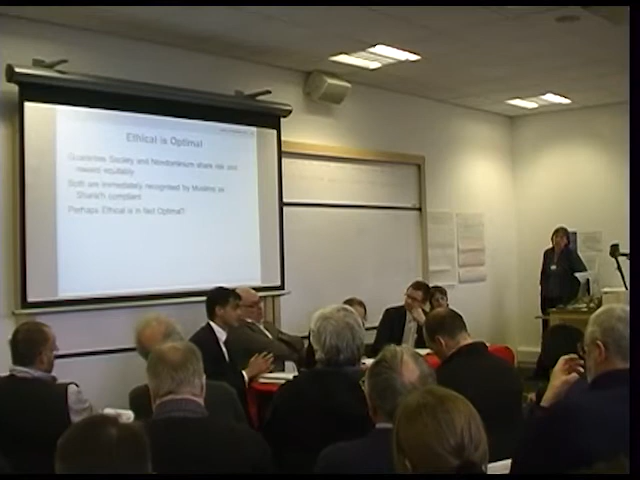 Ethical is Optimal
Guarantee Society and Nondominium share risk and
reward equitably
Both are immediately recognised by Muslims as
Shariah compliant
Perhaps Ethical is in fact Optimal?